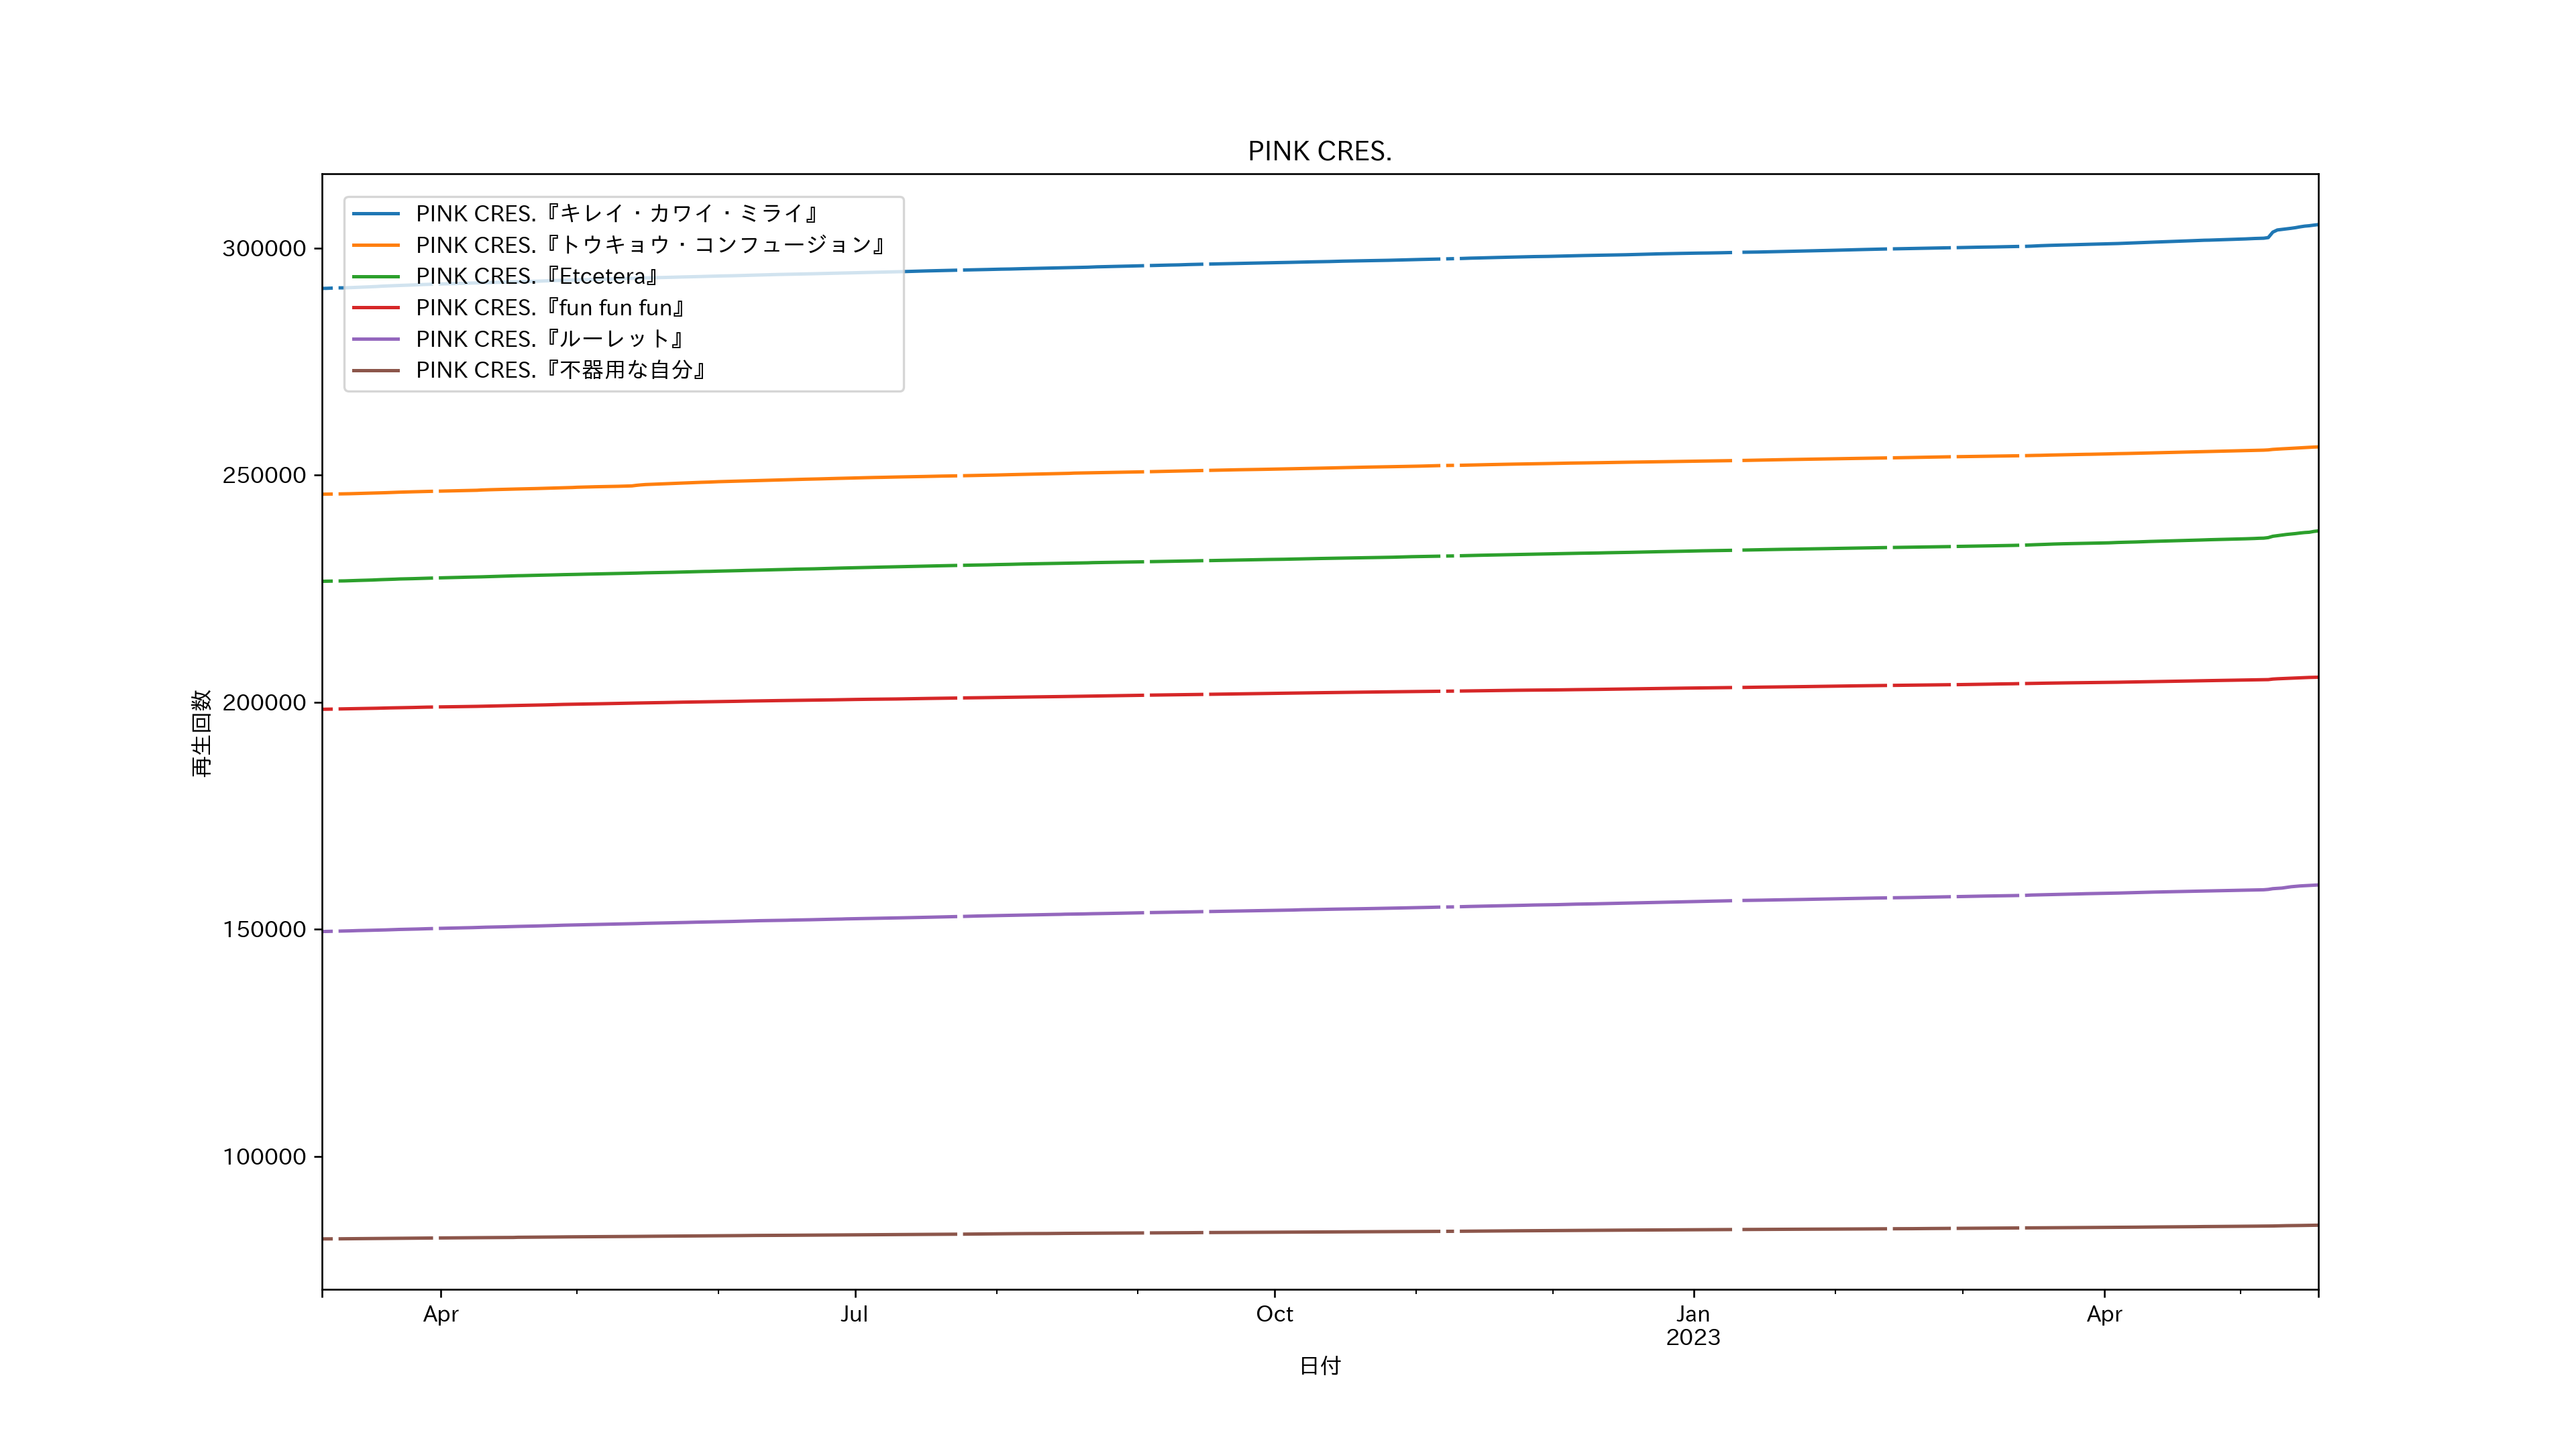 PINK CRES.
PINK CRES.『キレイ・カワイ・ミライ』
PINK CRES.『トウキョウ・コンフュージョン』
PINK CRES.『Etcetera』
PINK CRES.『fun fun fun』
PINK CRES.『ルーレット』
PINK CRES.『不器用な自分』
300000
250000
200000
150000
100000
再生回数
Apr
Jul
Oct
Jan
2023
Apr
日付